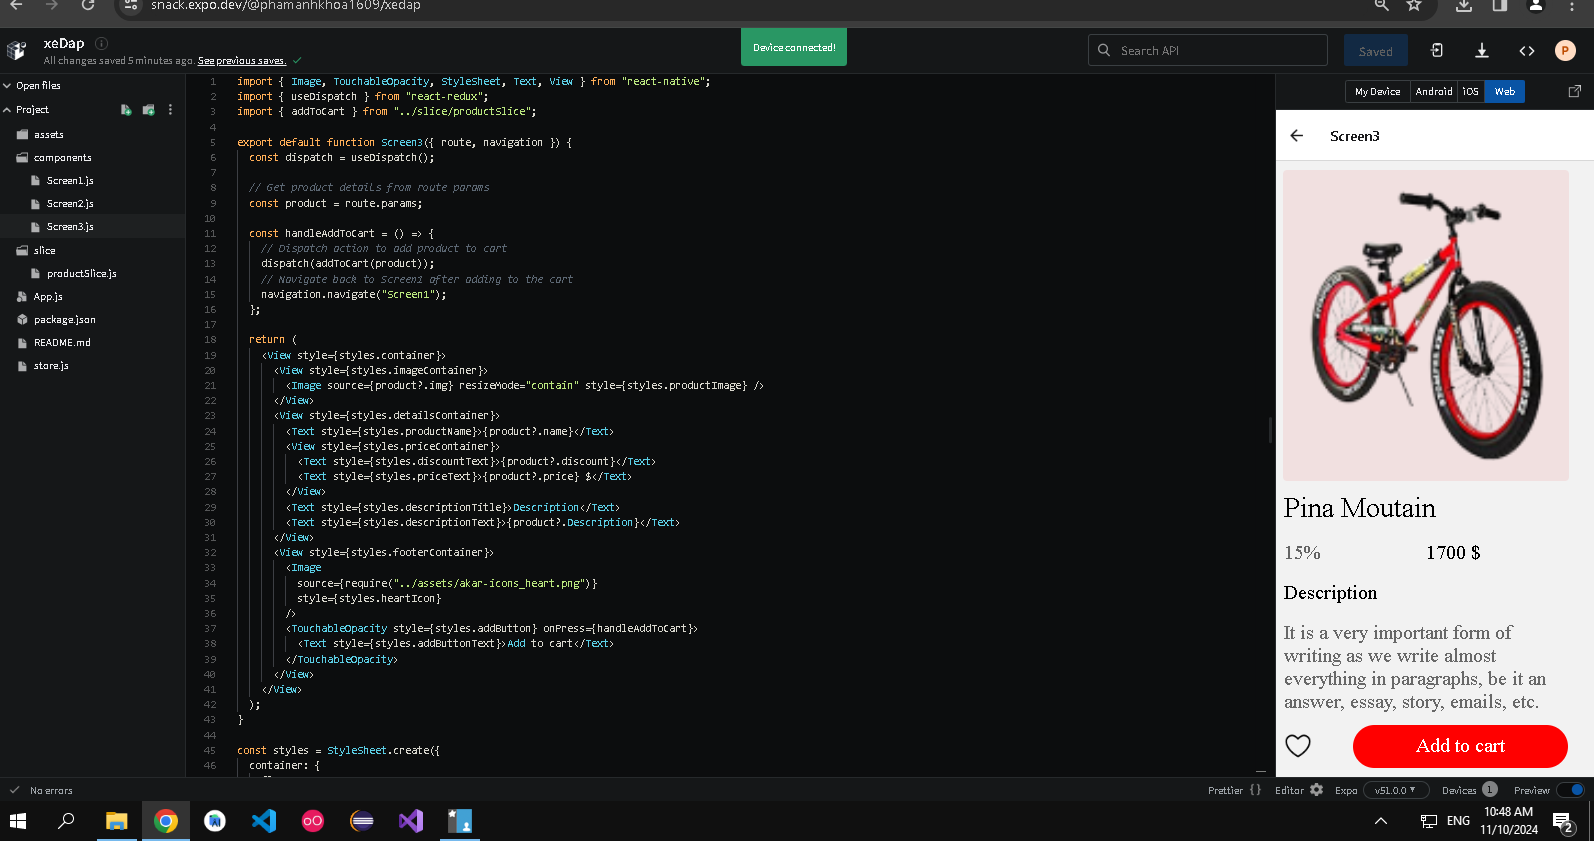 snack.expo.dev/@phamanhkhoa1609/xedap
xeDap
All changes saved 5 minutes ago. See previous saves.
Device connected!
Search API
Saved
P
Open files
Project
assets
components
Screen1.js
Screen2.js
Screen3.js
slice
productSlice.js
App.js
package.json
README.md
store.js
1 import { Image, TouchableOpacity, StyleSheet, Text, View } from "react-native";
2 import { useDispatch } from "react-redux";
3 import { addToCart } from "../slice/productSlice";
4
5 export default function Screen3({ route, navigation }) {
6 const dispatch = useDispatch();
7
8 // Get product details from route params
9 const product = route.params;
10
11 const handleAddToCart = () => {
12 // Dispatch action to add product to cart
13 dispatch(addToCart(product));
14 // Navigate back to Screen1 after adding to the cart
15 navigation.navigate("Screen1");
16 };
17
18 return (
19 <View style={styles.container}>
20 <View style={styles.imageContainer}>
21 <Image source={product?.img} resizeMode="contain" style={styles.productImage} />
22 </View>
23 <View style={styles.detailsContainer}>
24 <Text style={styles.productName}>{product?.name}</Text>
25 <View style={styles.priceContainer}>
26 <Text style={styles.discountText}>{product?.discount}</Text>
27 <Text style={styles.priceText}>{product?.price} $</Text>
28 </View>
29 <Text style={styles.descriptionTitle}>Description</Text>
30 <Text style={styles.descriptionText}>{product?.Description}</Text>
31 </View>
32 <View style={styles.footerContainer}>
33 <Image
34 source={require("../assets/akar-icons_heart.png")}
35 style={styles.heartIcon}
36 />
37 <TouchableOpacity style={styles.addButton} onPress={handleAddToCart}>
38 <Text style={styles.addButtonText}>Add to cart</Text>
39 </TouchableOpacity>
40 </View>
41 </View>
42 );
43 }
44
45 const styles = StyleSheet.create({
46 container: {
My Device Android iOS Web
Screen3
Pina Moutain
15% 1700 $
Description
It is a very important form of
writing as we write almost
everything in paragraphs, be it an
answer, essay, story, emails, etc.
Add to cart
No errors
Prettier {} Editor Expo v51.0.0 Devices 1 Preview
ENG
10:48 AM
11/10/2024
2